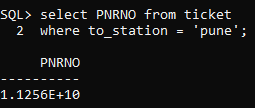 SQL> select PNRNO from ticket
  2  where to_station = 'pune';
     PNRNO
----------
1.1256E+10